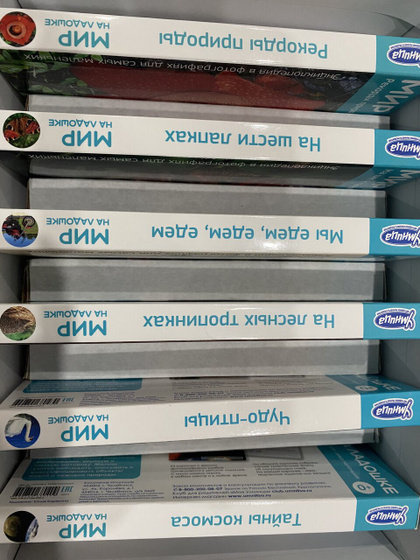 Рекорды природы
МИР
НА ЛАДОШКЕ
Умница
Энциклопедия в фотографиях для самых маленьких
МИР
На шести лапках
МИР
НА ЛАДОШКЕ
Умница
Энциклопедия в фотографиях для самых маленьких
Мы едем, едем, едем
МИР
НА ЛАДОШКЕ
Умница
На лесных тропинках
МИР
НА ЛАДОШКЕ
Умница
Чудо-птицы
МИР
НА ЛАДОШКЕ
Умница
ЛАДОШКЕ
Тайны космоса
МИР
НА ЛАДОШКЕ
Умница